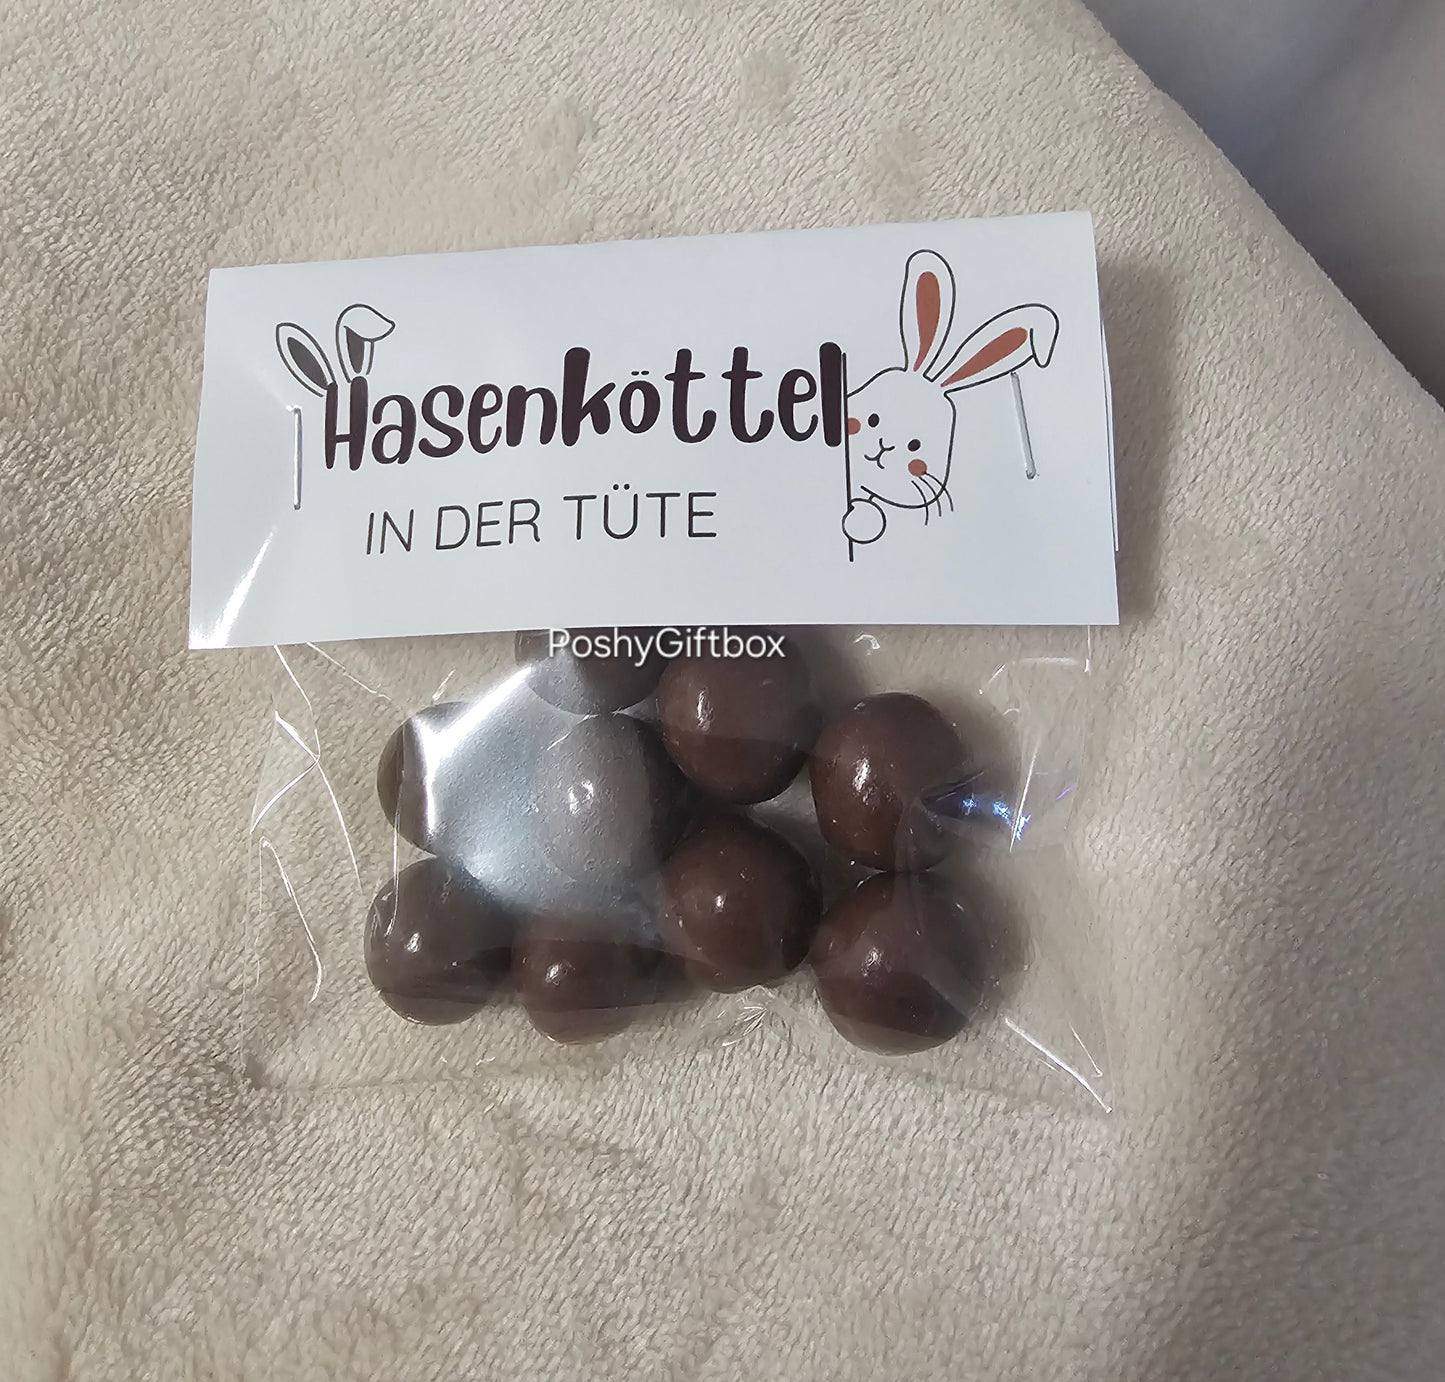 Hasenköttel
IN DER TÜTE
PoshyGiftbox